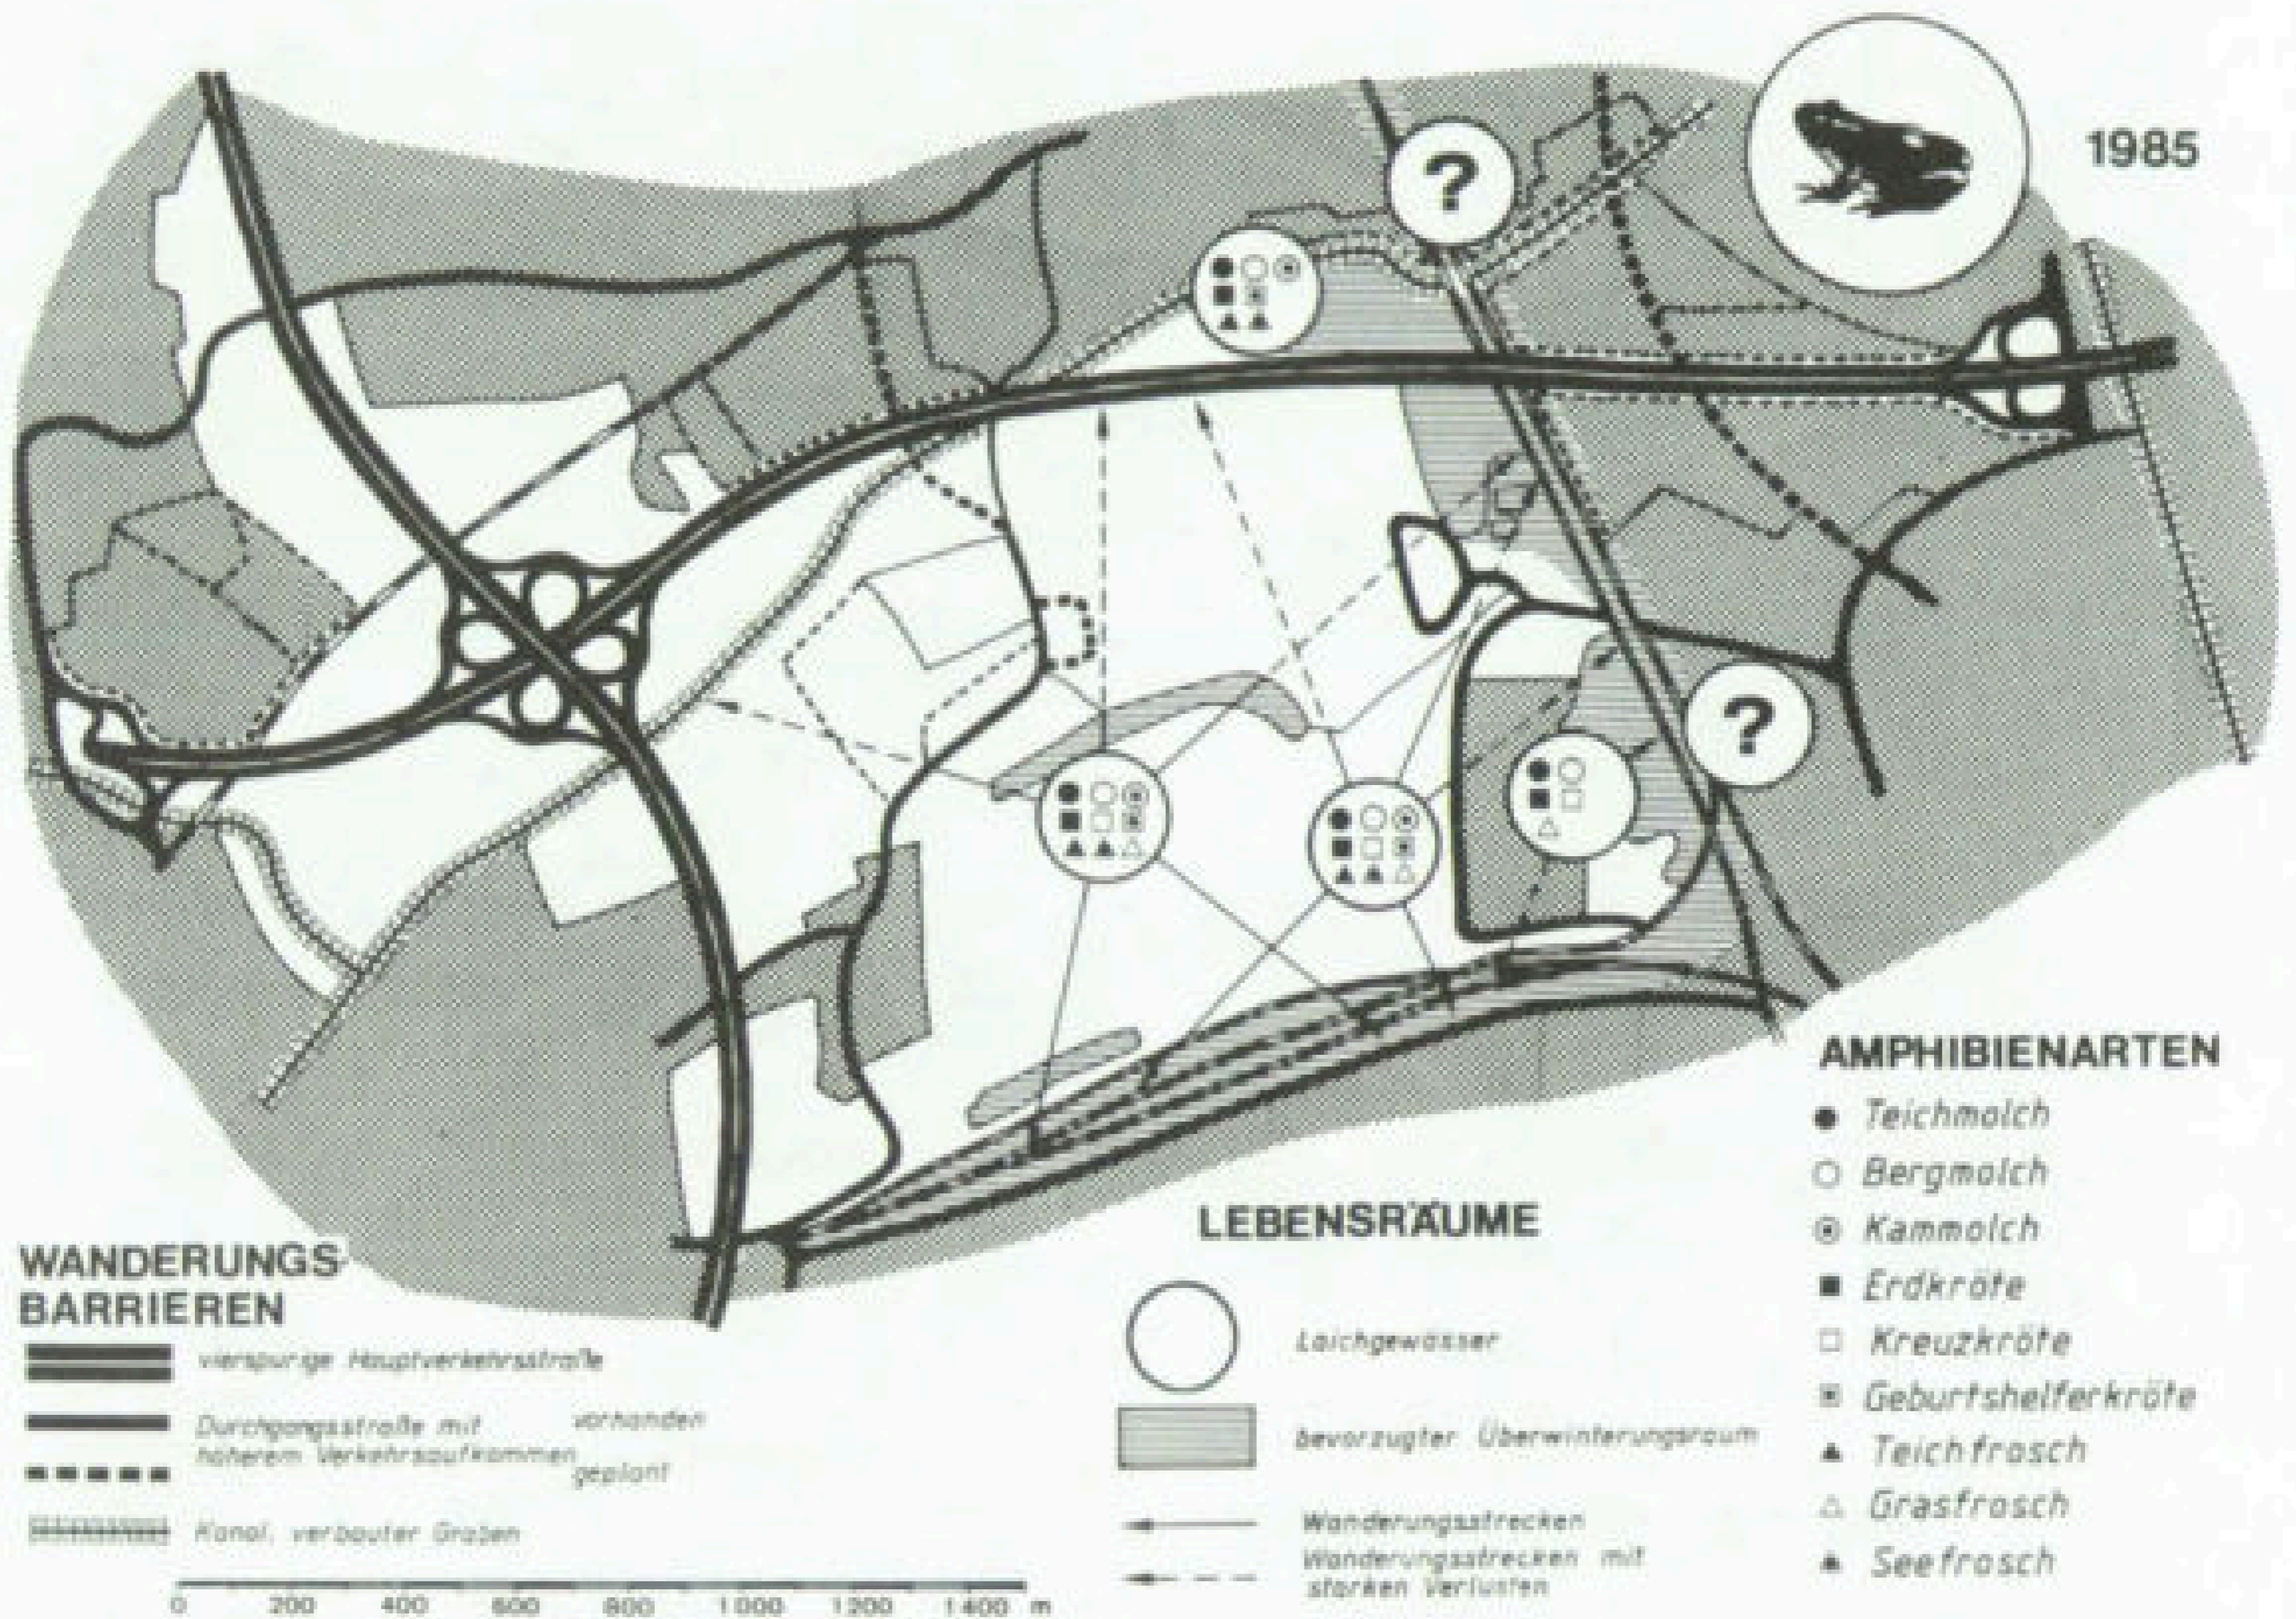 1985
?
?
AMPHIBIENARTEN
Teichmolch
Bergmolch
Kammolch
Erdkröte
Kreuzkröte
Geburtshelferkröte
Teichfrosch
Grasfrosch
Seefrosch
LEBENSRÄUME
Laichgewässer
bevorzugter Überwinterungsraum
Wanderungsstrecken
Wanderungsstrecken mit
starken Verlusten
WANDERUNGS-
BARRIEREN
vierspurige Hauptverkehrsstraße
Durchgangsstraße mit vorhanden
höherem Verkehrsaufkommen
geplant
Kanal, verbauter Graben
0 200 400 600 800 1000 1200 1400 m